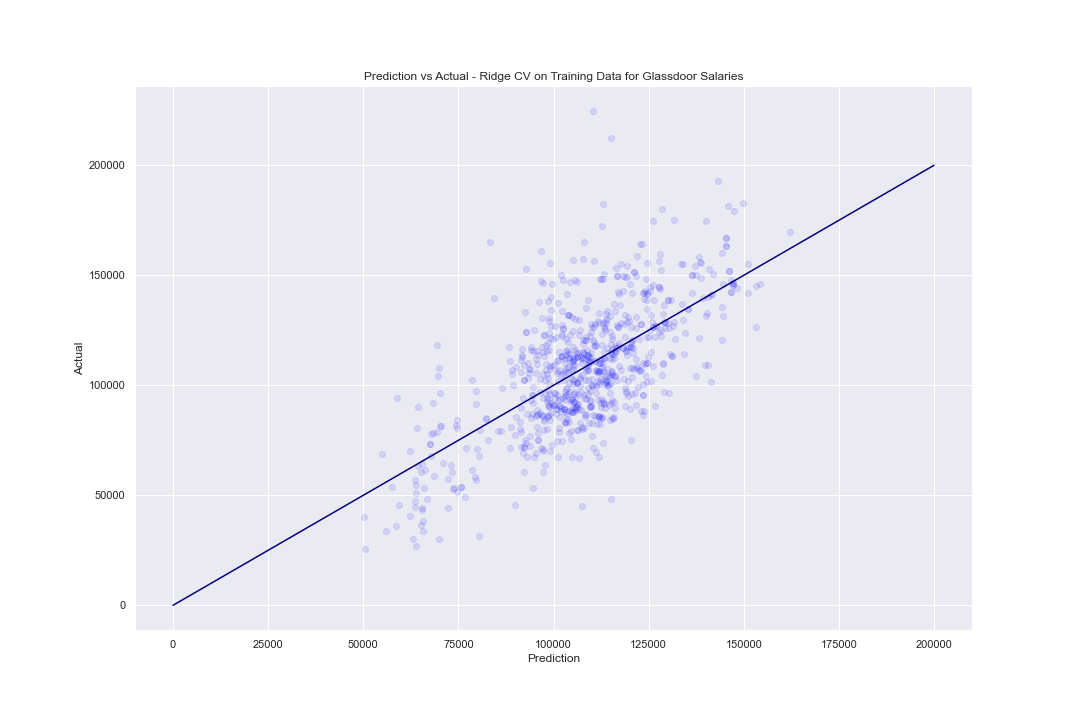 Prediction vs Actual - Ridge CV on Training Data for Glassdoor Salaries
200000
150000
Actual
100000
50000
0
0 25000 50000 75000 100000 125000 150000 175000 200000
Prediction